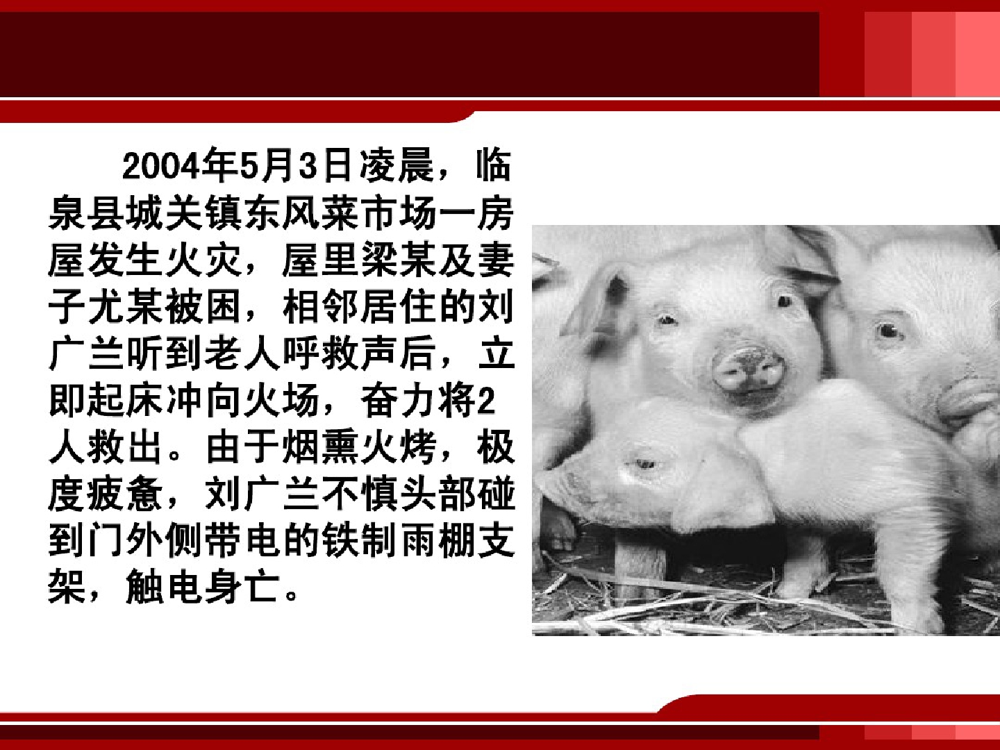 2004年5月3日凌晨，临
泉县城关镇东风菜市场一房
屋发生火灾，屋里梁某及妻
子尤某被困，相邻居住的刘
广兰听到老人呼救声后，立
即起床冲向火场，奋力将2
人救出。由于烟熏火烤，极
度疲惫，刘广兰不慎头部碰
到门外侧带电的铁制雨棚支
架，触电身亡。